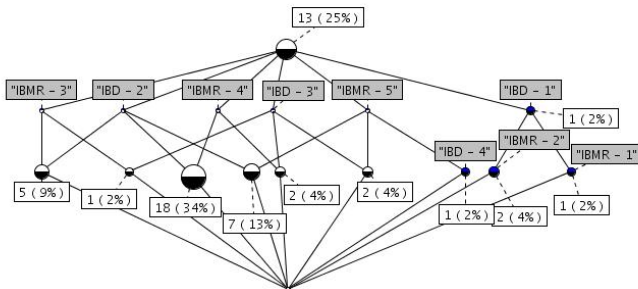 13 (25%)
"IBMR – 3"
"IBD – 2"
"IBMR – 4"
"IBD – 3"
"IBMR – 5"
"IBD – 1"
1 (2%)
"IBMR – 2"
"IBD – 4"
"IBMR – 1"
5 (9%)
1 (2%)
18 (34%)
7 (13%)
2 (4%)
2 (4%)
1 (2%)
2 (4%)
1 (2%)